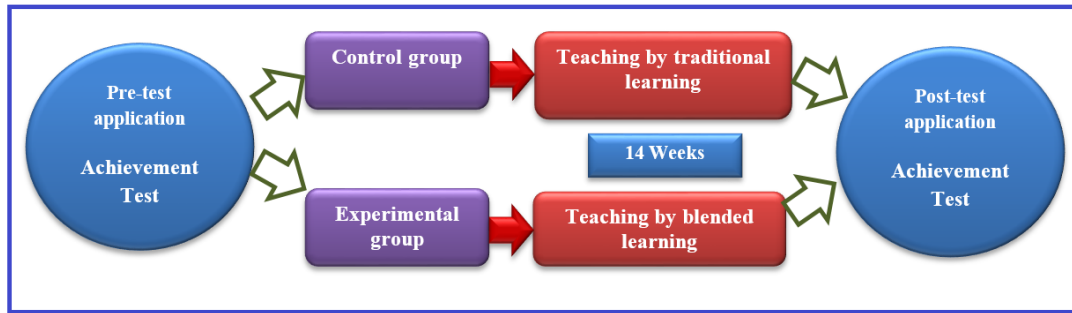 Pre-test
application
Achievement
Test
Control group
Teaching by traditional
learning
14 Weeks
Experimental
group
Teaching by blended
learning
Post-test
application
Achievement
Test